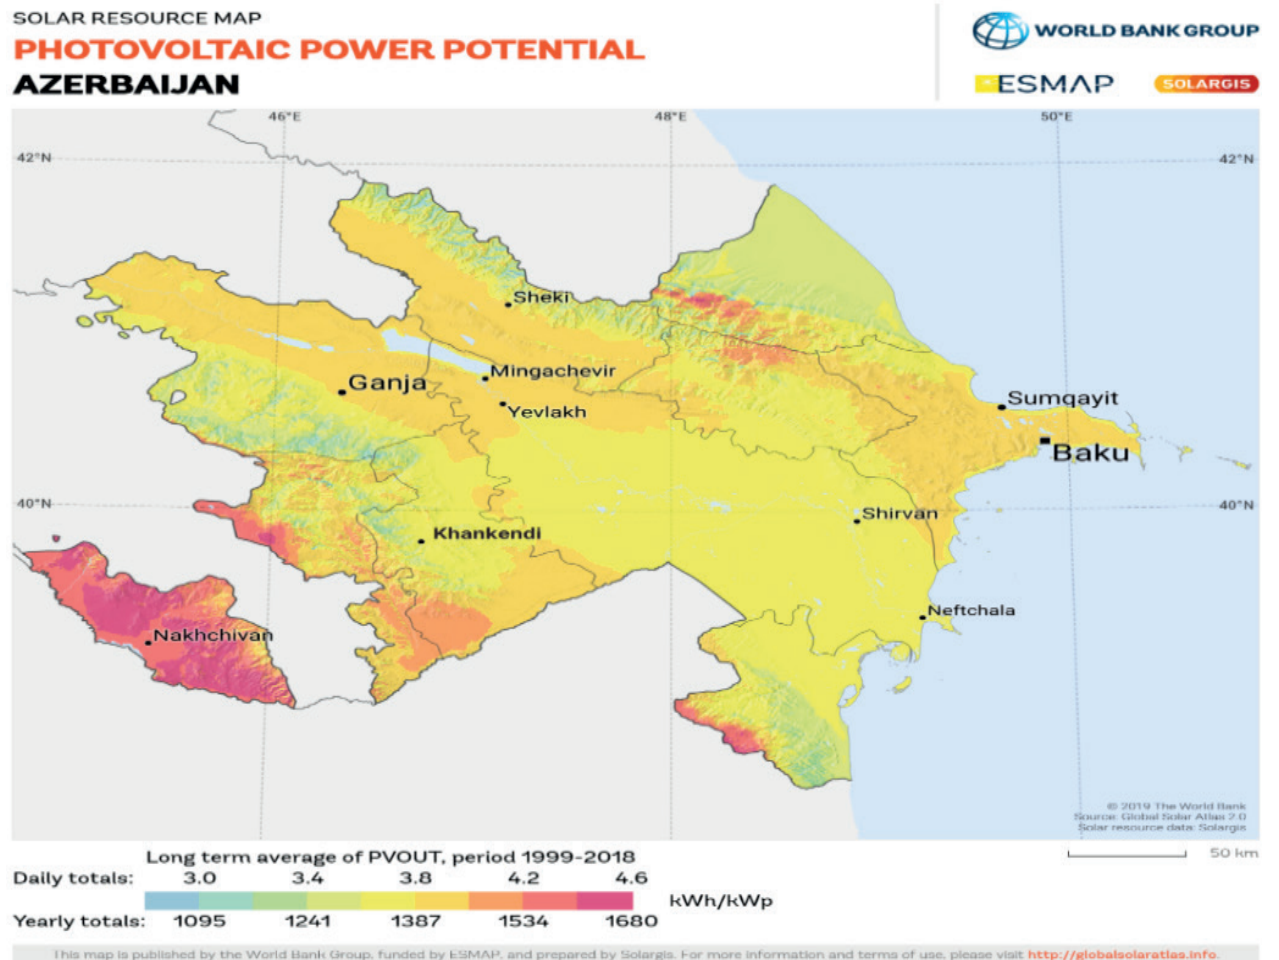 SOLAR RESOURCE MAP
PHOTOVOLTAIC POWER POTENTIAL
AZERBAIJAN
WORLD BANK GROUP
ESMAP
SOLARGIS
46°E 48°E 50°E
42°N 42°N
Sheki
Mingachevir
Ganja
Yevlakh
Sumqayit
Baku
40°N 40°N
Shirvan
Khankendi
Neftchala
Nakhchivan
© 2019 The World Bank
Source: Global Solar Atlas 2.0
Solar resource data: Solargis
50 km
Long term average of PVOUT, period 1999-2018
Daily totals: 3.0 3.4 3.8 4.2 4.6
kWh/kWp
Yearly totals: 1095 1241 1387 1534 1680
This map is published by the World Bank Group, funded by ESMAP, and prepared by Solargis. For more information and terms of use, please visit http://globalsolaratlas.info.